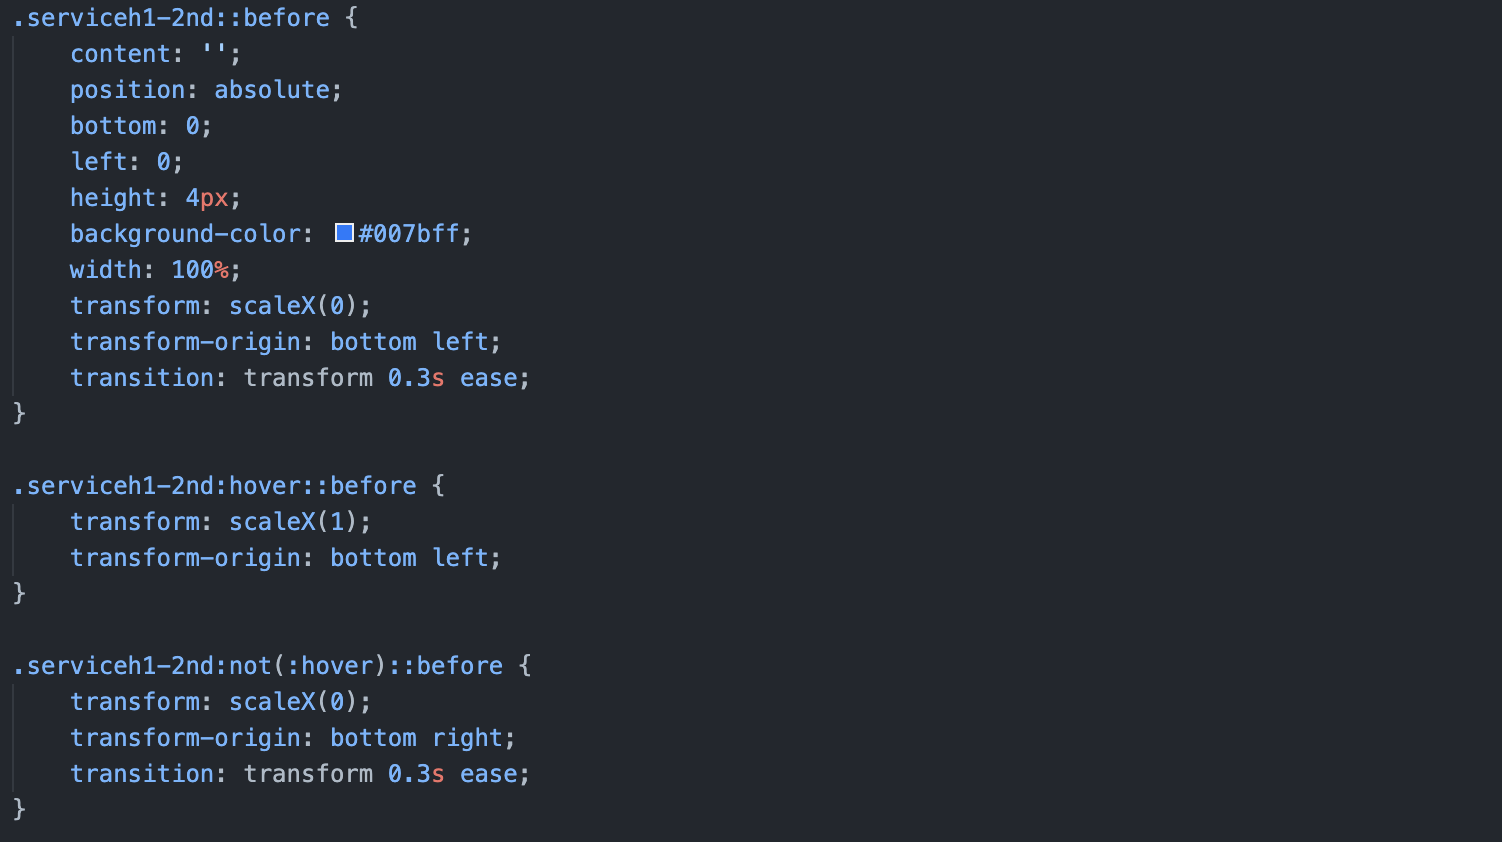 .serviceh1-2nd::before {
    content: '';
    position: absolute;
    bottom: 0;
    left: 0;
    height: 4px;
    background-color: #007bff;
    width: 100%;
    transform: scaleX(0);
    transform-origin: bottom left;
    transition: transform 0.3s ease;
}

.serviceh1-2nd:hover::before {
    transform: scaleX(1);
    transform-origin: bottom left;
}

.serviceh1-2nd:not(:hover)::before {
    transform: scaleX(0);
    transform-origin: bottom right;
    transition: transform 0.3s ease;
}